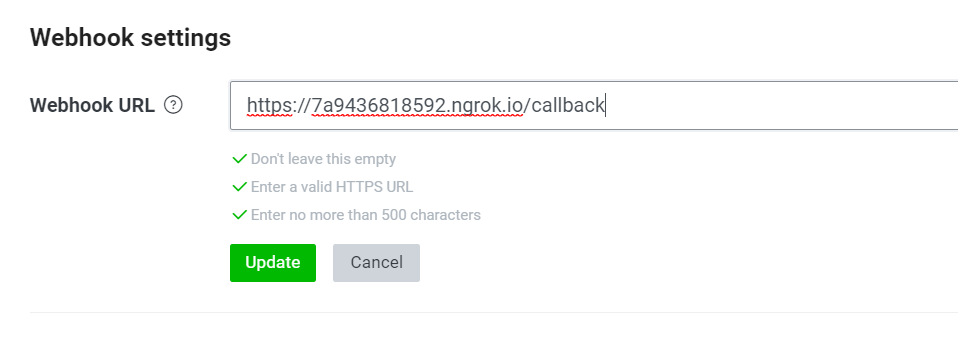 Webhook settings
Webhook URL ? https://7a9436818592.ngrok.io/callback
Don't leave this empty
Enter a valid HTTPS URL
Enter no more than 500 characters
Update Cancel